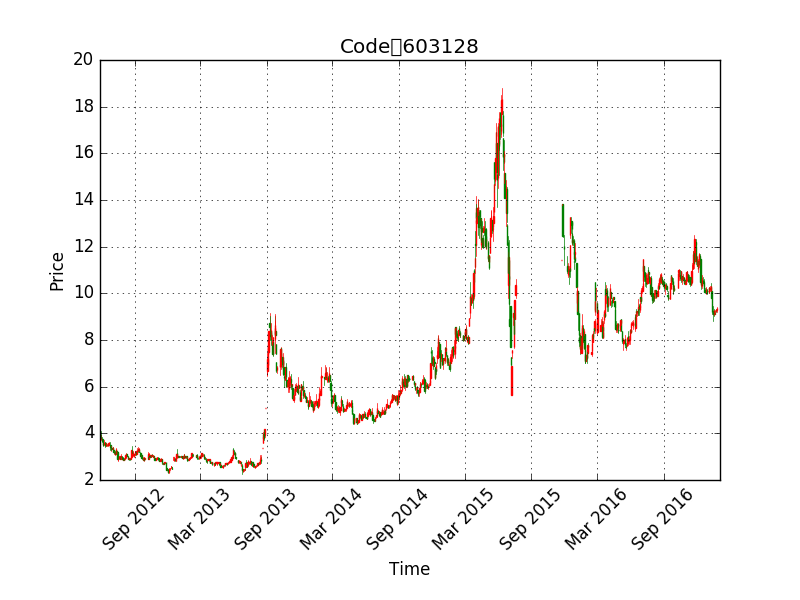 Code▯603128
20
18
16
14
12
10
8
6
4
2
Price
Sep 2012
Mar 2013
Sep 2013
Mar 2014
Sep 2014
Mar 2015
Sep 2015
Mar 2016
Sep 2016
Time